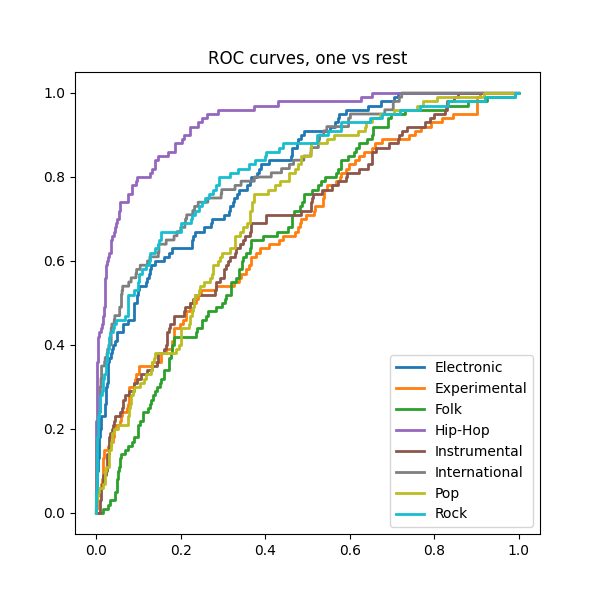 ROC curves, one vs rest
1.0
0.8
0.6
0.4
0.2
0.0
0.0 0.2 0.4 0.6 0.8 1.0
Electronic
Experimental
Folk
Hip-Hop
Instrumental
International
Pop
Rock